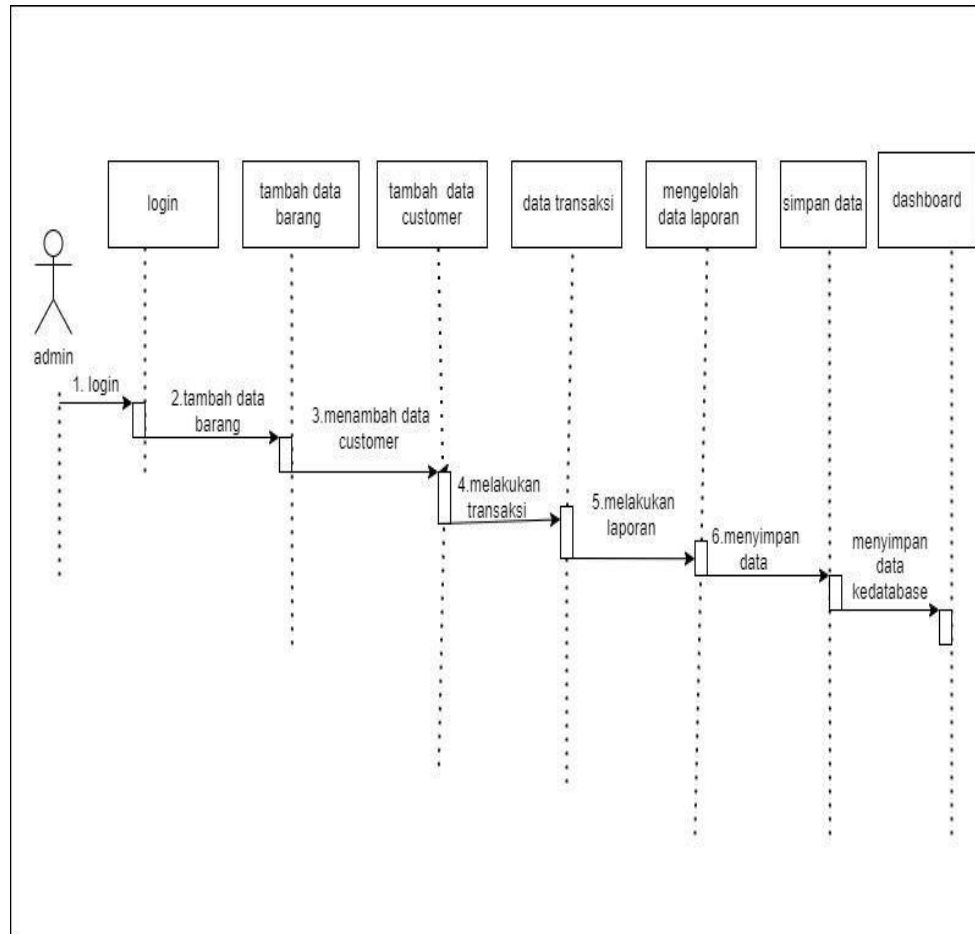 login
tambah data
barang
tambah data
customer
data transaksi
mengelolah
data laporan
simpan data
dashboard
admin
1. login
2.tambah data
barang
3.menambah data
customer
4.melakukan
transaksi
5.melakukan
laporan
6.menyimpan
data
menyimpan
data
kedatabase